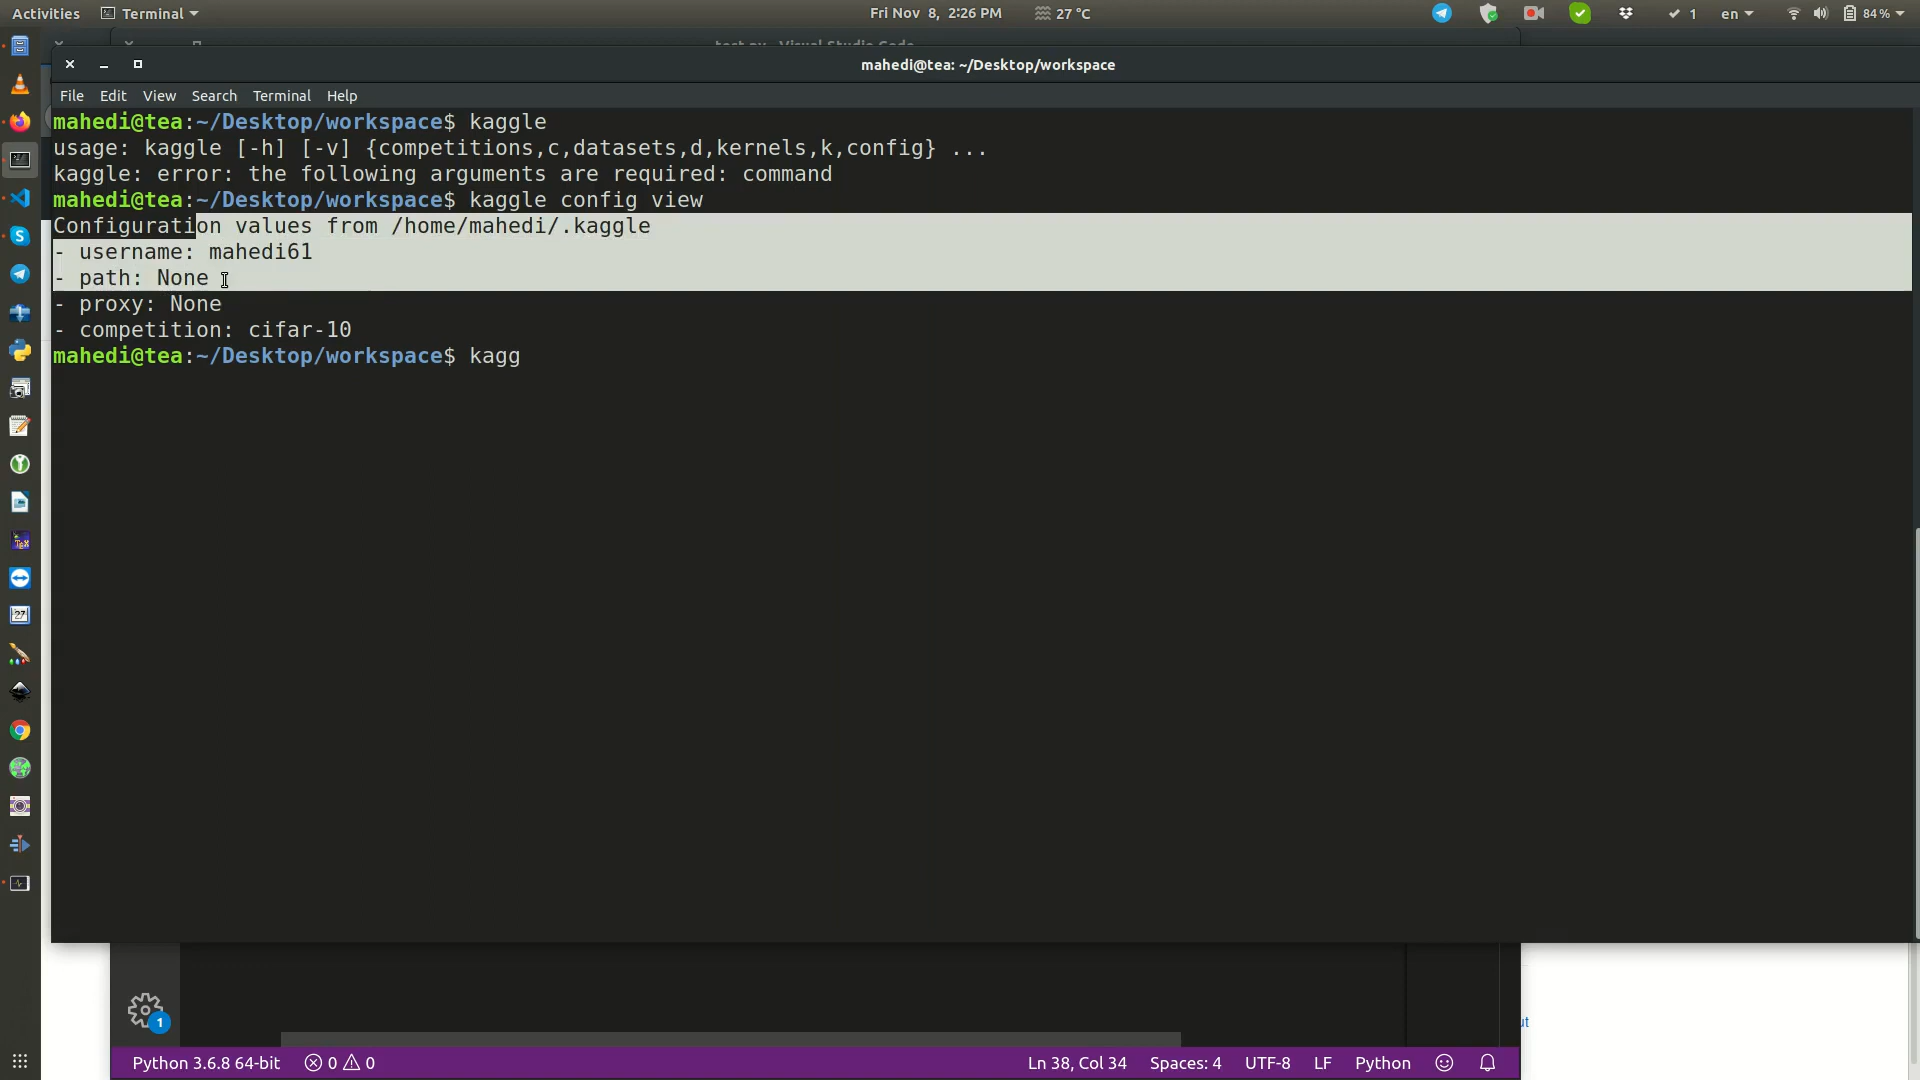 Activities Terminal Fri Nov 8, 2:26 PM 27 °C 1 en 84 %
mahedi@tea: ~/Desktop/workspace
File Edit View Search Terminal Help
mahedi@tea:~/Desktop/workspace$ kaggle
usage: kaggle [-h] [-v] {competitions,c,datasets,d,kernels,k,config} ...
kaggle: error: the following arguments are required: command
mahedi@tea:~/Desktop/workspace$ kaggle config view
Configuration values from /home/mahedi/.kaggle
- username: mahedi61
- path: None
- proxy: None
- competition: cifar-10
mahedi@tea:~/Desktop/workspace$ kagg
27
1
Python 3.6.8 64-bit 0 0 Ln 38, Col 34 Spaces: 4 UTF-8 LF Python